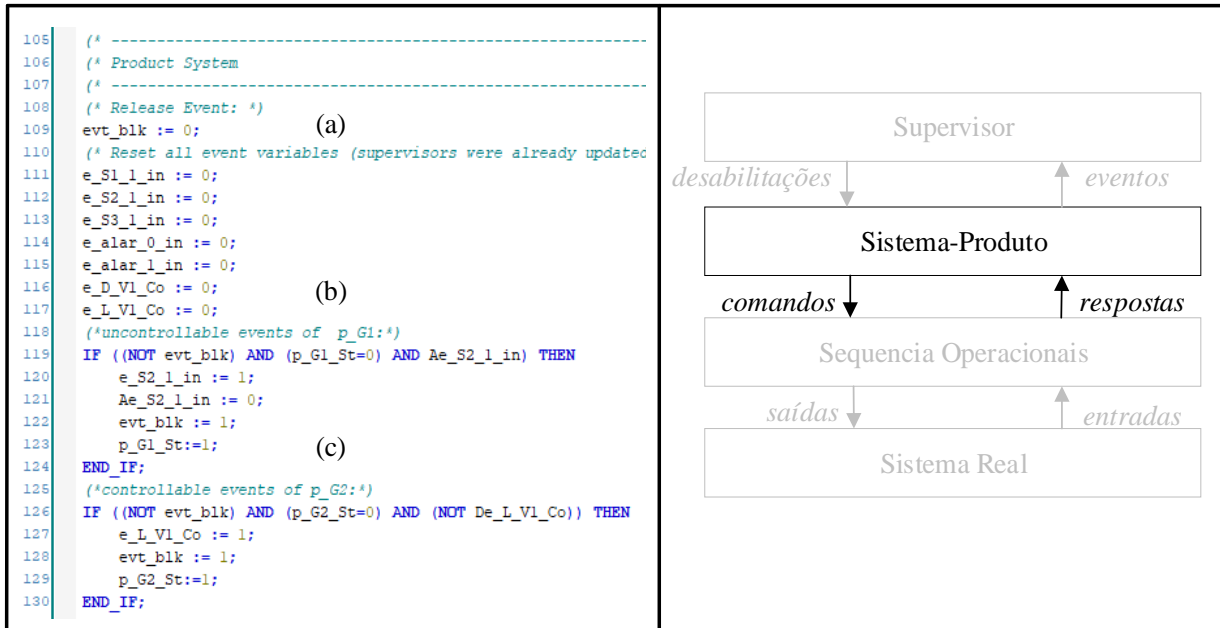 105 (* ----------------------------------------------------------
106 (* Product System
107 (* ----------------------------------------------------------
108 (* Release Event: *)
(a)
109 evt_blk := 0;
110 (* Reset all event variables (supervisors were already updated
111 e_S1_1_in := 0;
112 e_S2_1_in := 0;
113 e_S3_1_in := 0;
114 e_alar_0_in := 0;
115 e_alar_1_in := 0;
116 e_D_V1_Co := 0;
(b)
117 e_L_V1_Co := 0;
118 (*uncontrollable events of p_G1:*)
119 IF ((NOT evt_blk) AND (p_G1_St=0) AND Ae_S2_1_in) THEN
120 e_S2_1_in := 1;
121 Ae_S2_1_in := 0;
122 evt_blk := 1;
123 p_G1_St:=1;
(c)
124 END_IF;
125 (*controllable events of p_G2:*)
126 IF ((NOT evt_blk) AND (p_G2_St=0) AND (NOT De_L_V1_Co)) THEN
127 e_L_V1_Co := 1;
128 evt_blk := 1;
129 p_G2_St:=1;
130 END_IF;
Supervisor
desabilitações eventos
Sistema-Produto
comandos respostas
Sequencia Operacionais
saídas entradas
Sistema Real